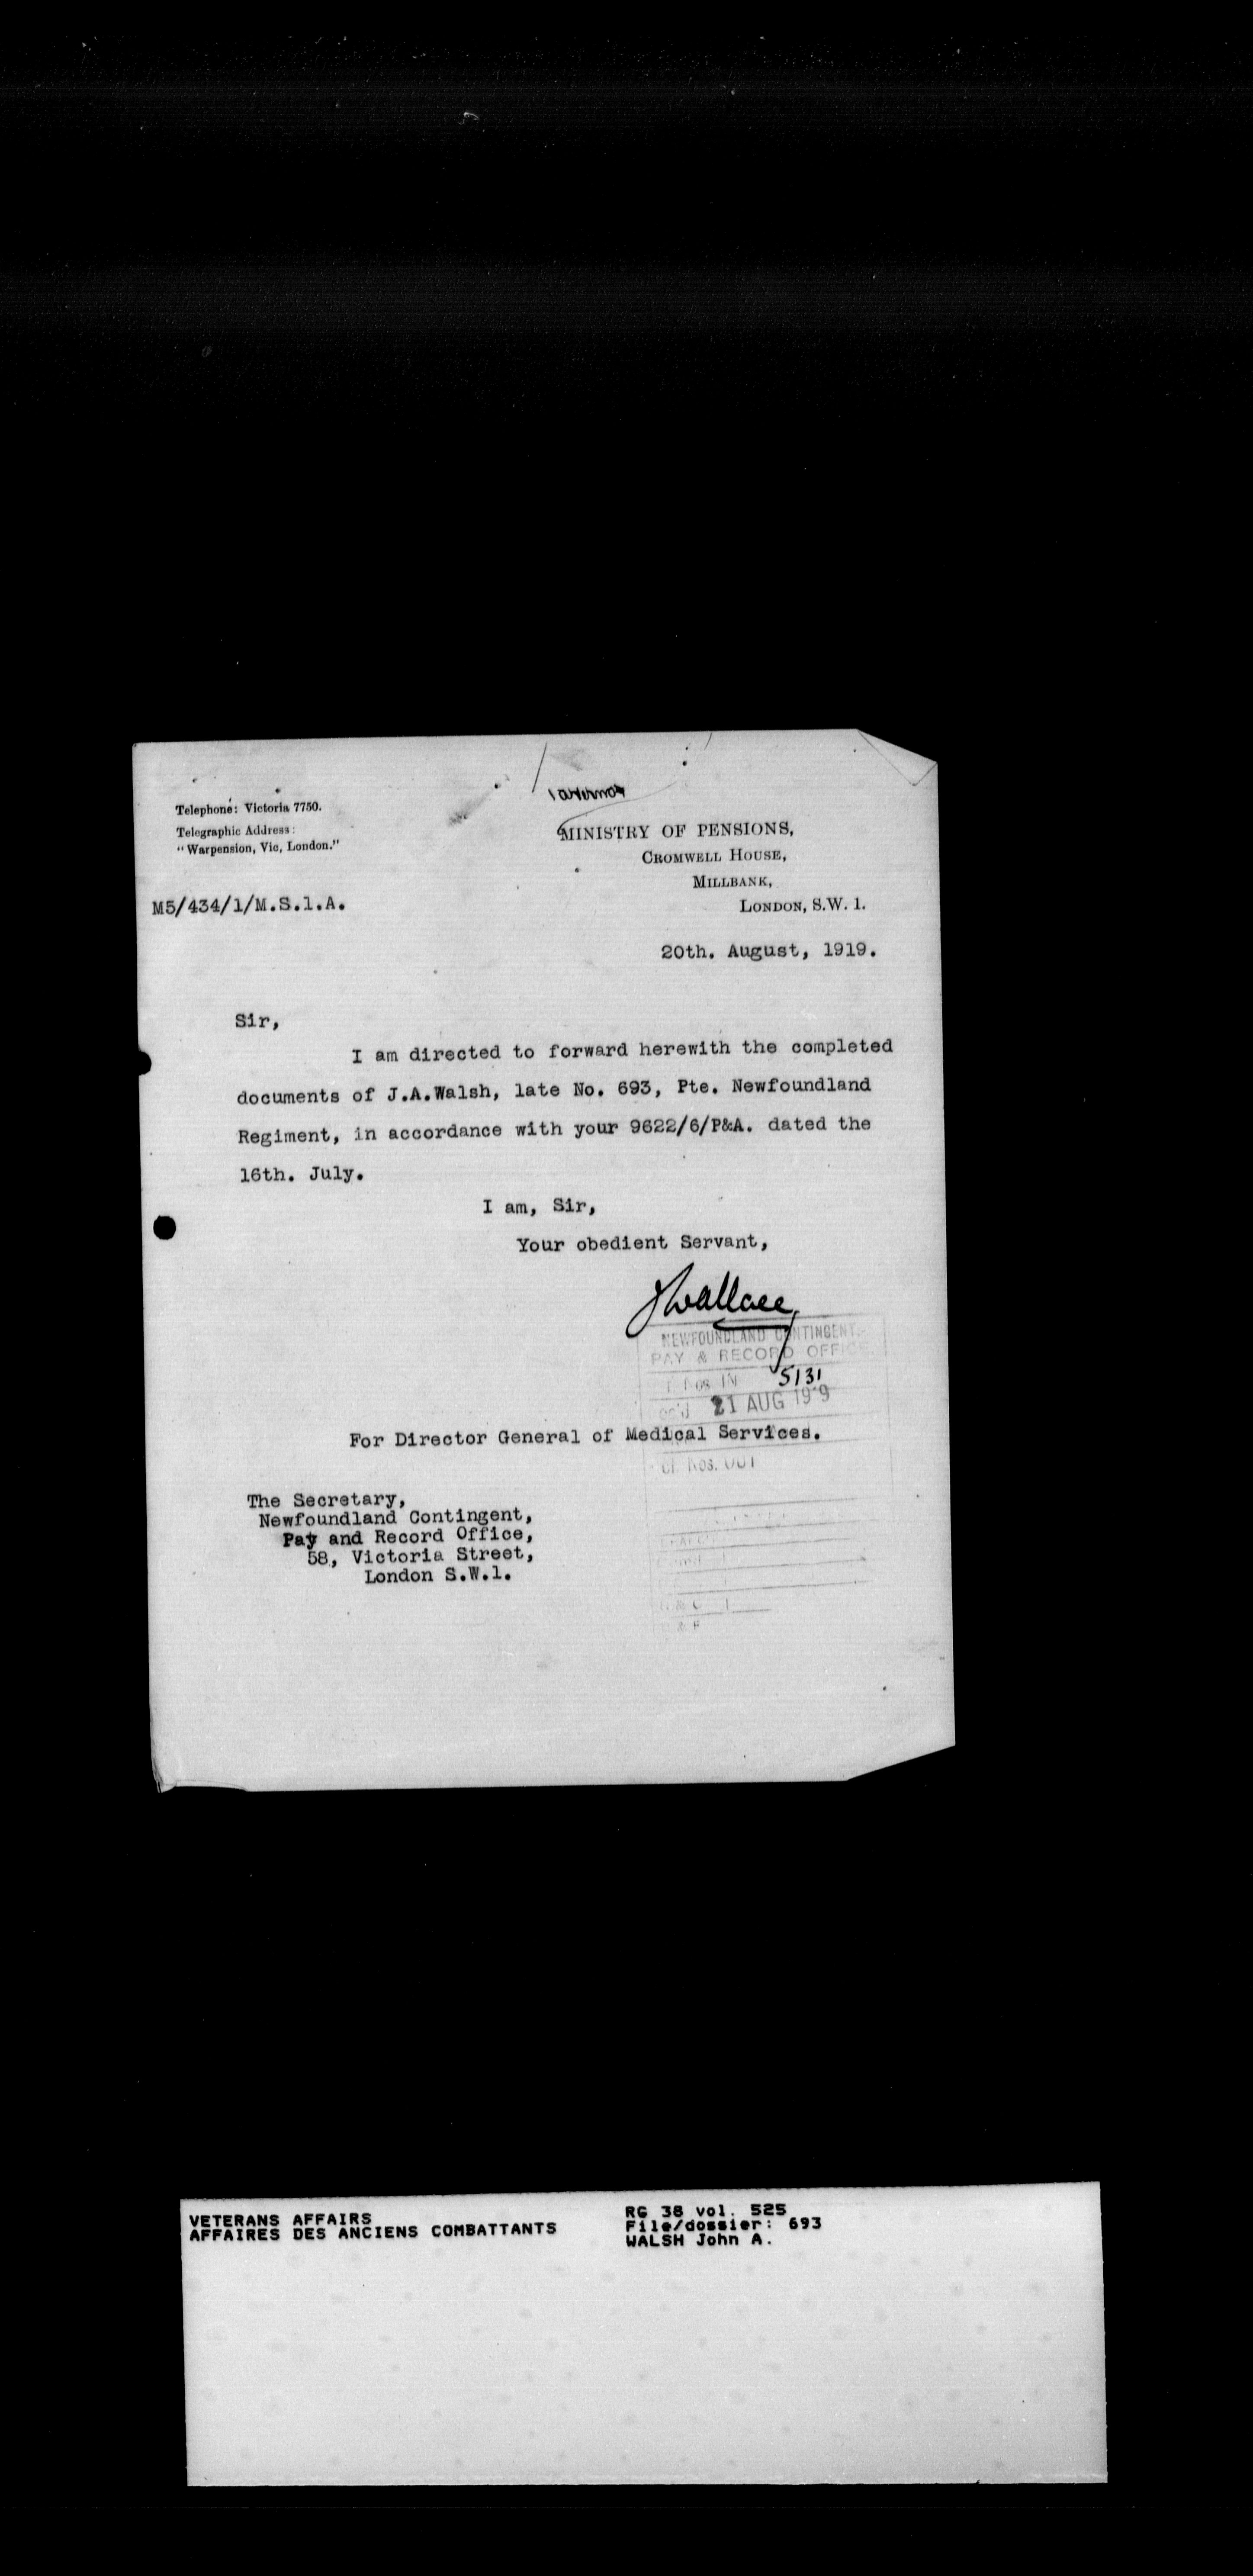 Telephone: Victoria 7750.
Telegraphic Address:
"Warpension, Vic, London."
MINISTRY OF PENSIONS,
CROMWELL HOUSE,
MILLBANK,
LONDON, S.W. 1.
M5/434/1/M.S.1.A.
20th. August, 1919.
Sir,
I am directed to forward herewith the completed
documents of J.A.Walsh, late No. 693, Pte. Newfoundland
Regiment, in accordance with your 9622/6/P&A. dated the
16th. July.
I am, Sir,
Your obedient Servant,
JWallace
NEWFOUNDLAND CONTINGENT
PAY & RECORD OFFICE
IN 5131
21 AUG 1919
For Director General of Medical Services.
Nos. OUT
The Secretary,
Newfoundland Contingent,
Pay and Record Office,
58, Victoria Street,
London S.W.1.
VETERANS AFFAIRS
AFFAIRES DES ANCIENS COMBATTANTS
RG 38 vol. 525
File/dossier: 693
WALSH John A.